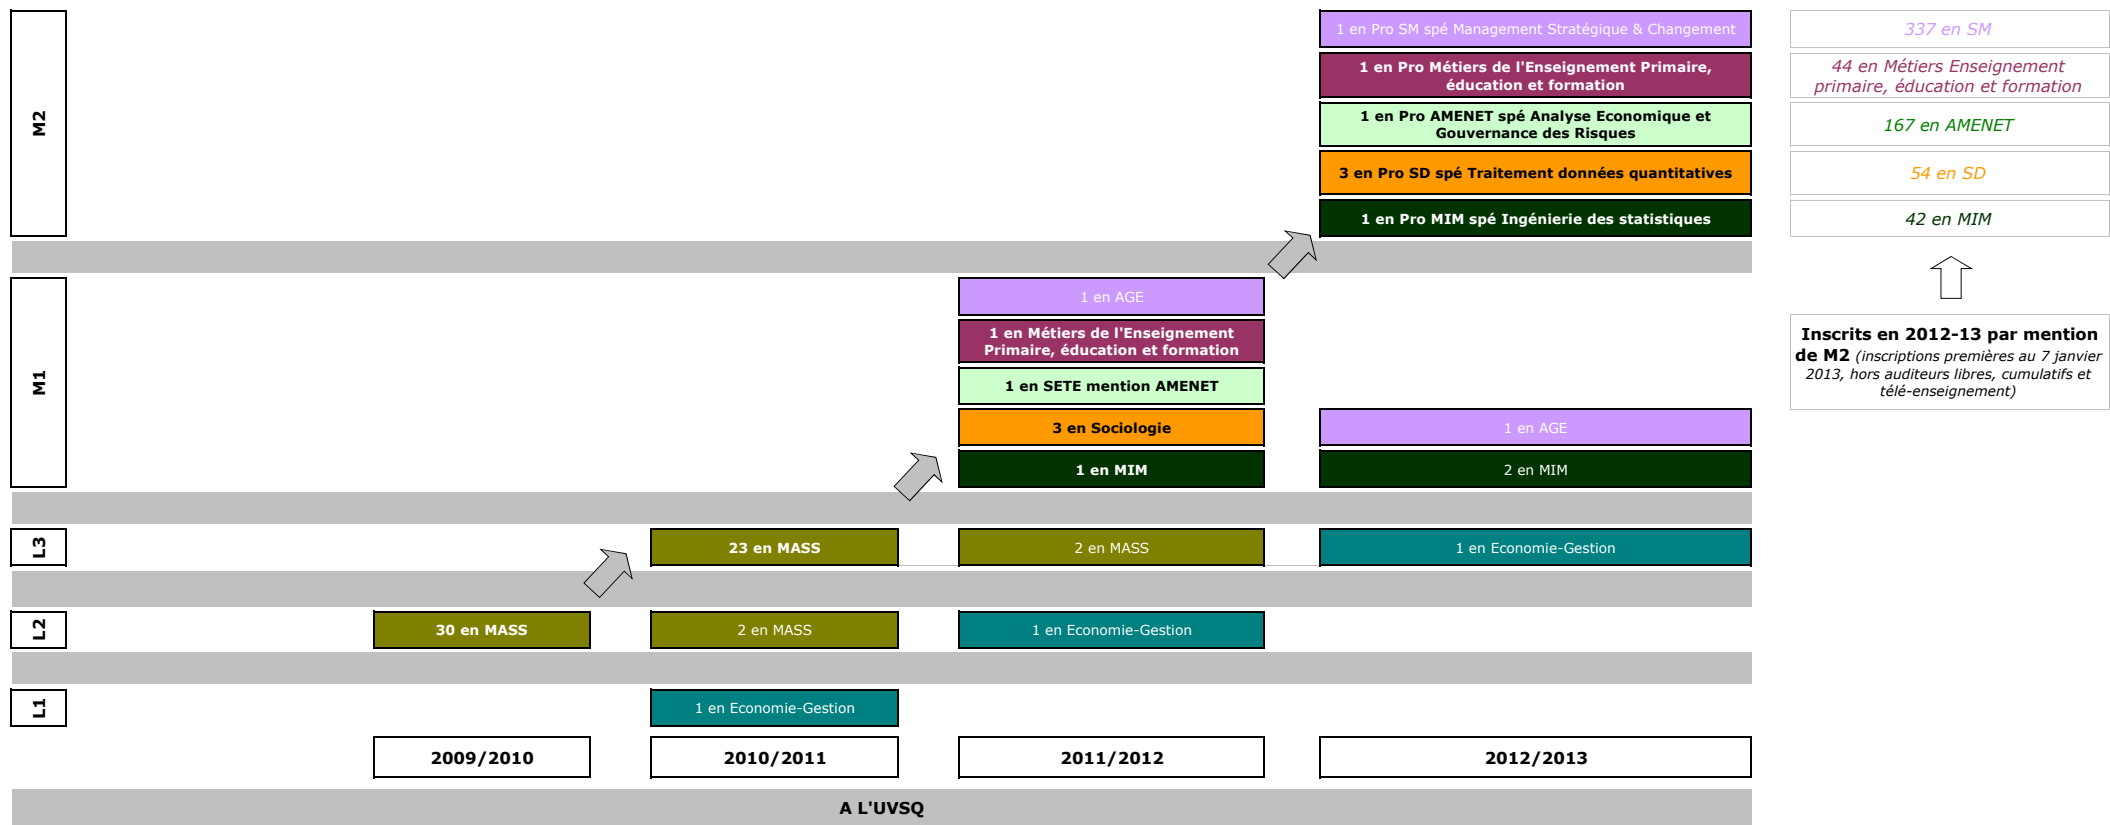 M2
1 en Pro SM spé Management Stratégique & Changement
337 en SM
1 en Pro Métiers de l'Enseignement Primaire,
éducation et formation
44 en Métiers Enseignement
primaire, éducation et formation
1 en Pro AMENET spé Analyse Economique et
Gouvernance des Risques
167 en AMENET
3 en Pro SD spé Traitement données quantitatives
54 en SD
1 en Pro MIM spé Ingénierie des statistiques
42 en MIM
M1
1 en AGE
1 en Métiers de l'Enseignement
Primaire, éducation et formation
1 en SETE mention AMENET
3 en Sociologie
1 en AGE
1 en MIM
2 en MIM
Inscrits en 2012-13 par mention
de M2 (inscriptions premières au 7 janvier
2013, hors auditeurs libres, cumulatifs et
télé-enseignement)
L3
23 en MASS
2 en MASS
1 en Economie-Gestion
L2
30 en MASS
2 en MASS
1 en Economie-Gestion
L1
1 en Economie-Gestion
2009/2010
2010/2011
2011/2012
2012/2013
A L'UVSQ